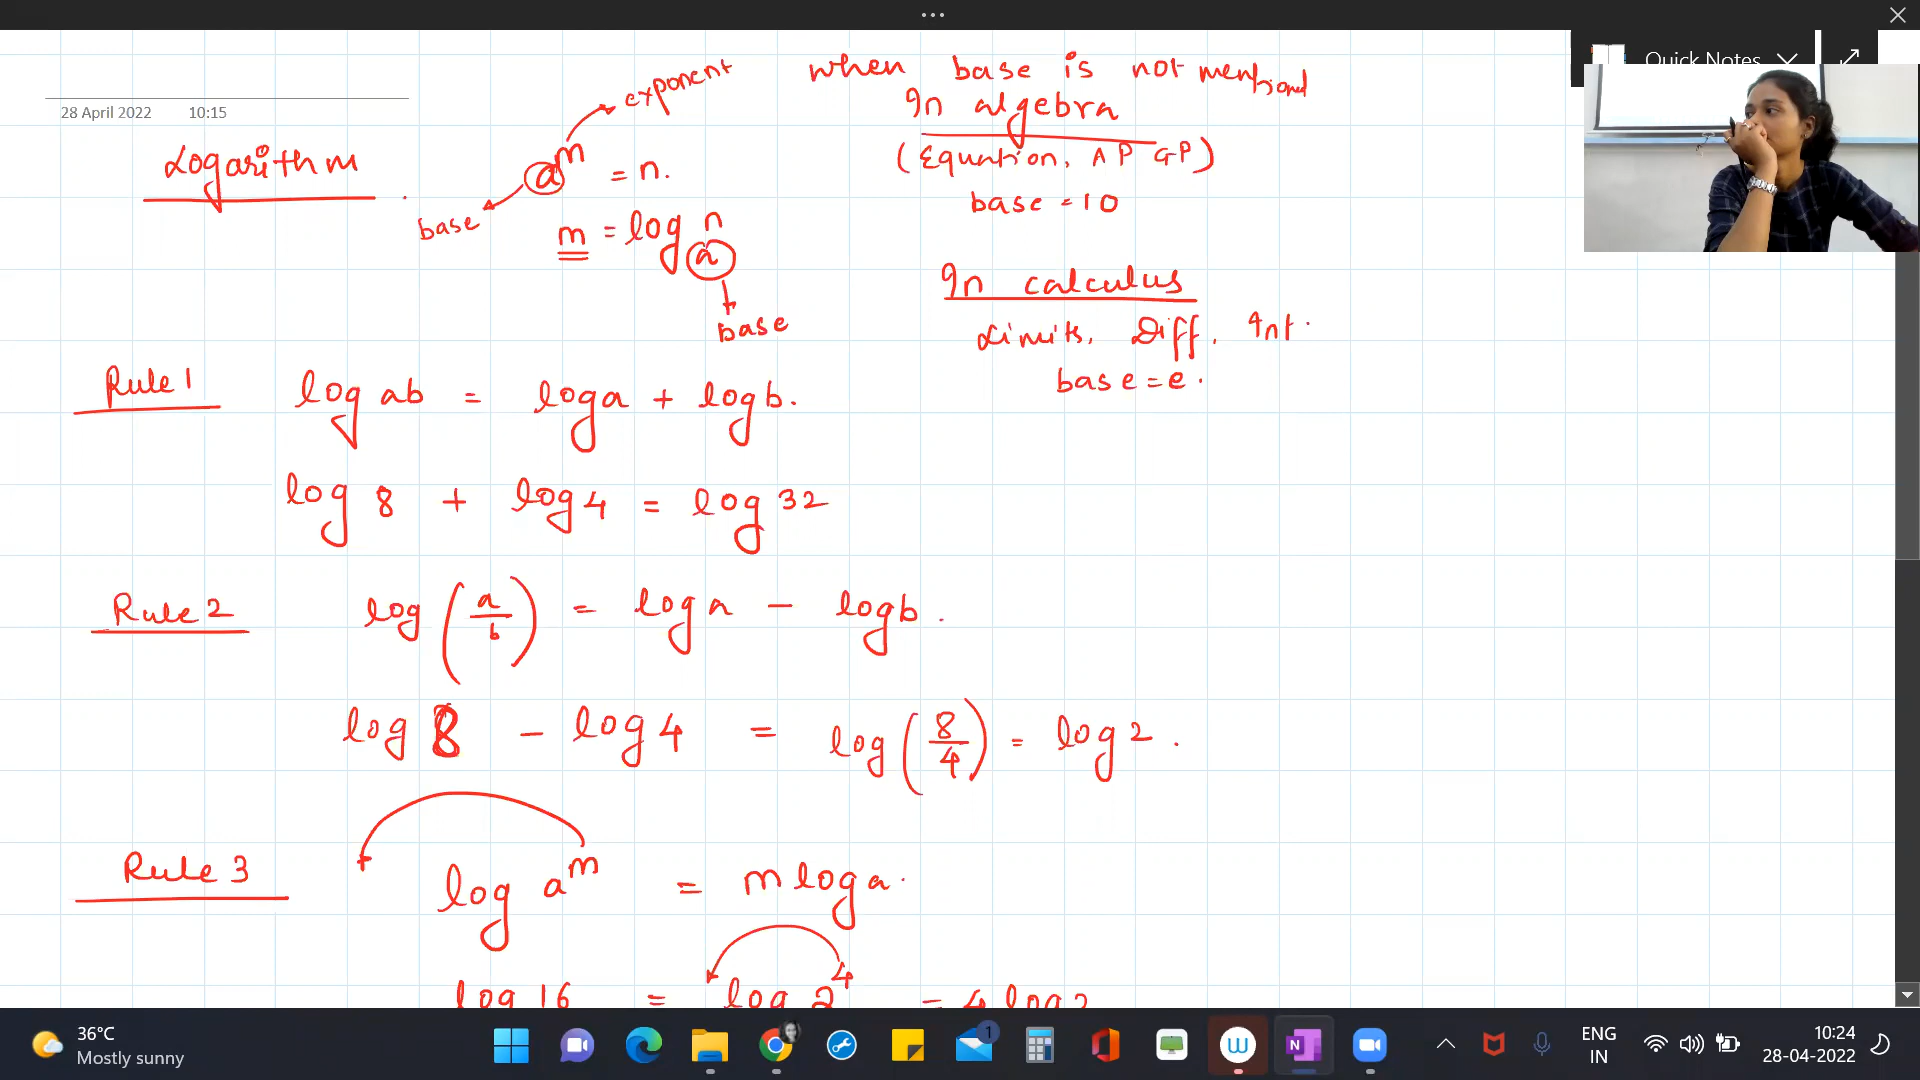 Quick Notes
28 April 2022 10:15
Logarithm
a^m = n.
exponent
base
m = log_a n
base
when base is not mentioned
In algebra
(Equation, AP GP)
base = 10
In calculus
Limits, Diff, Int.
base = e.
Rule 1 log ab = log a + log b.
log 8 + log 4 = log 32
Rule 2 log (a/b) = log a - log b.
log 8 - log 4 = log (8/4) = log 2.
Rule 3 log a^m = m log a.
log 16 = log 2^4 = 4 log 2
36°C
Mostly sunny
1
W
N
ENG
IN
10:24
28-04-2022